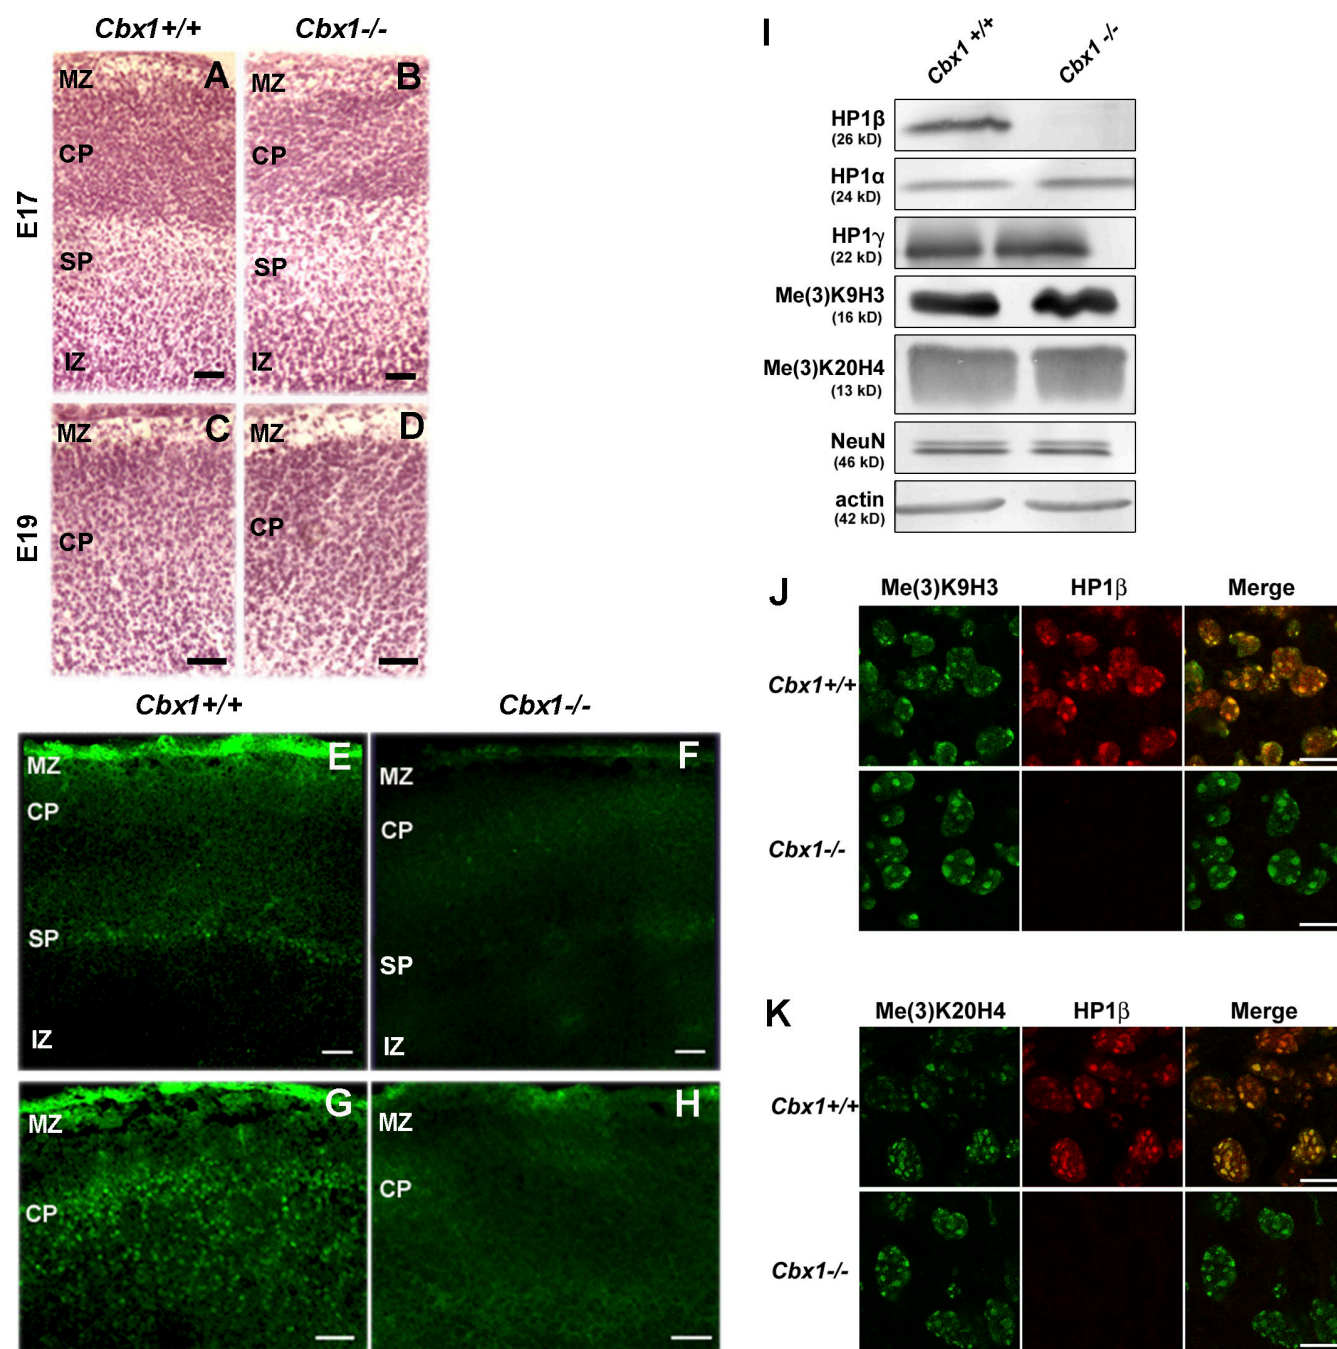 Cbx1+/+ Cbx1-/-
E17
A
MZ
CP
SP
IZ
B
MZ
CP
SP
IZ
E19
C
MZ
CP
D
MZ
CP
Cbx1+/+ Cbx1-/-
E
MZ
CP
SP
IZ
F
MZ
CP
SP
IZ
G
MZ
CP
H
MZ
CP
I
Cbx1 +/+ Cbx1 -/-
HP1β
(26 kD)
HP1α
(24 kD)
HP1γ
(22 kD)
Me(3)K9H3
(16 kD)
Me(3)K20H4
(13 kD)
NeuN
(46 kD)
actin
(42 kD)
J
Me(3)K9H3 HP1β Merge
Cbx1+/+
Cbx1-/-
K
Me(3)K20H4 HP1β Merge
Cbx1+/+
Cbx1-/-